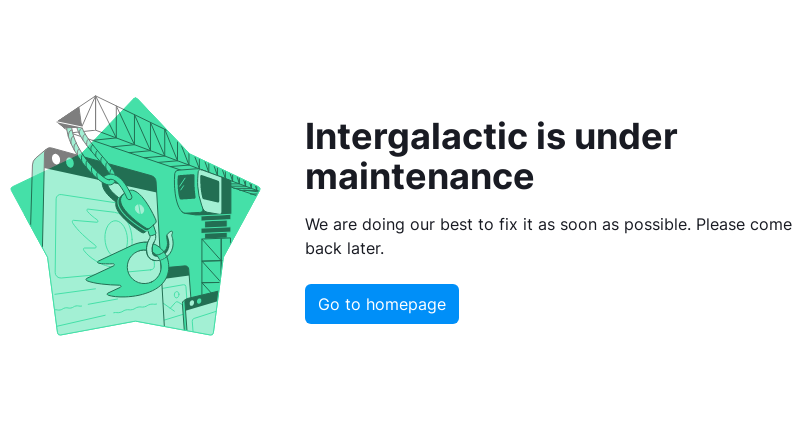 Intergalactic is under
maintenance
We are doing our best to fix it as soon as possible. Please come
back later.
Go to homepage